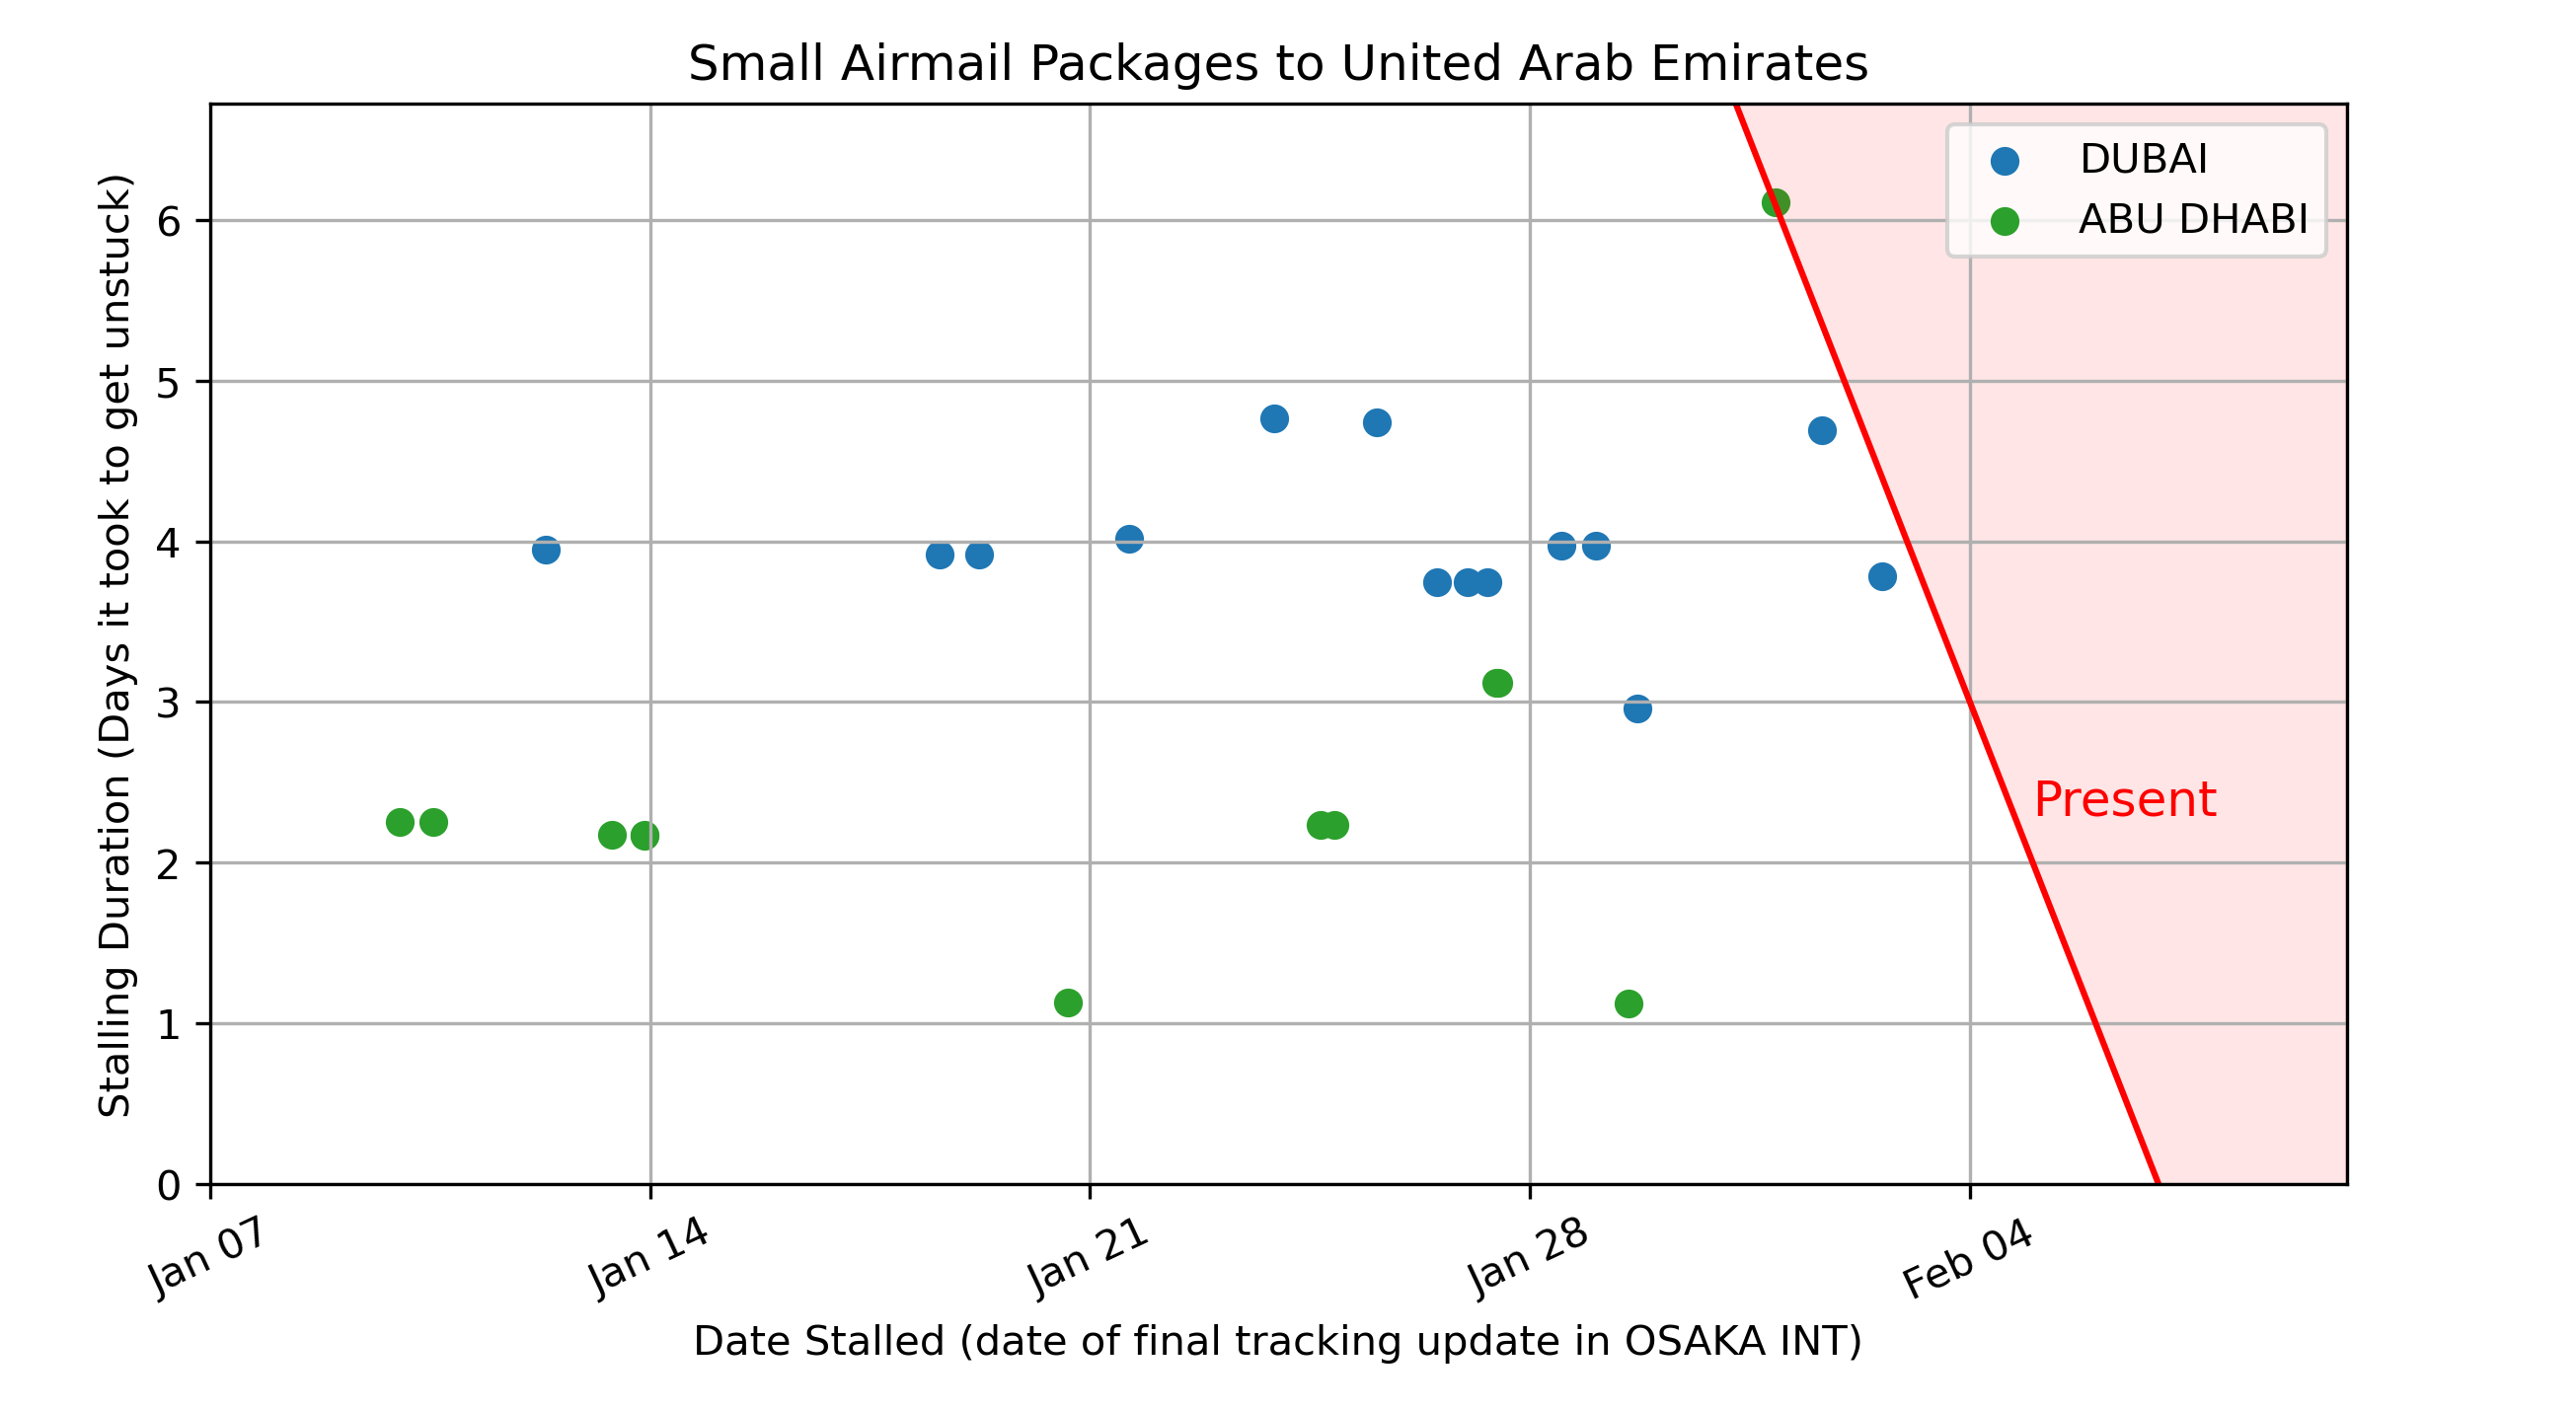 Small Airmail Packages to United Arab Emirates
DUBAI
ABU DHABI
Present
Stalling Duration (Days it took to get unstuck)
6
5
4
3
2
1
0
Jan 07
Jan 14
Jan 21
Jan 28
Feb 04
Date Stalled (date of final tracking update in OSAKA INT)